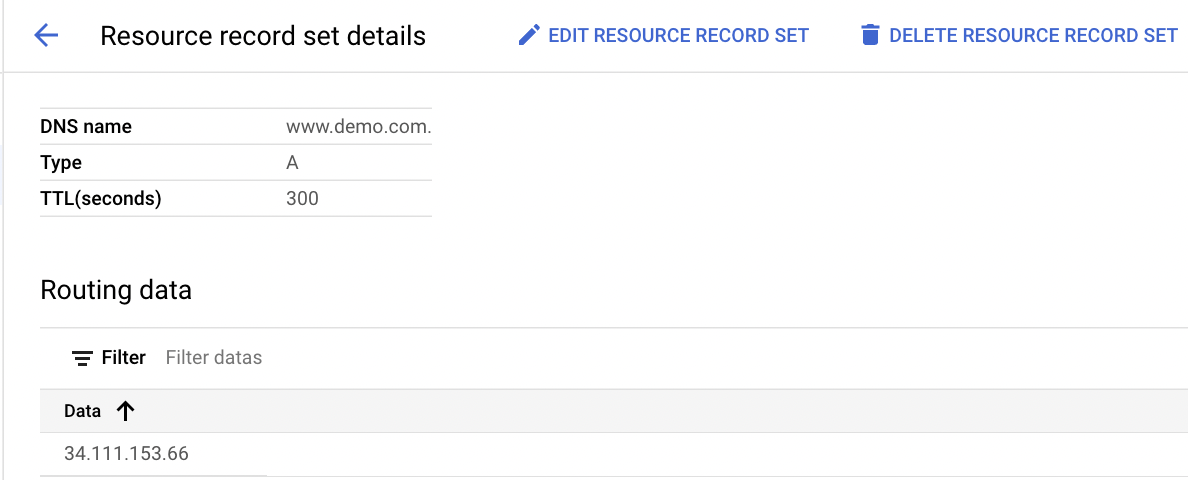 Resource record set details EDIT RESOURCE RECORD SET DELETE RESOURCE RECORD SET
DNS name www.demo.com.
Type A
TTL(seconds) 300
Routing data
Filter Filter datas
Data
34.111.153.66